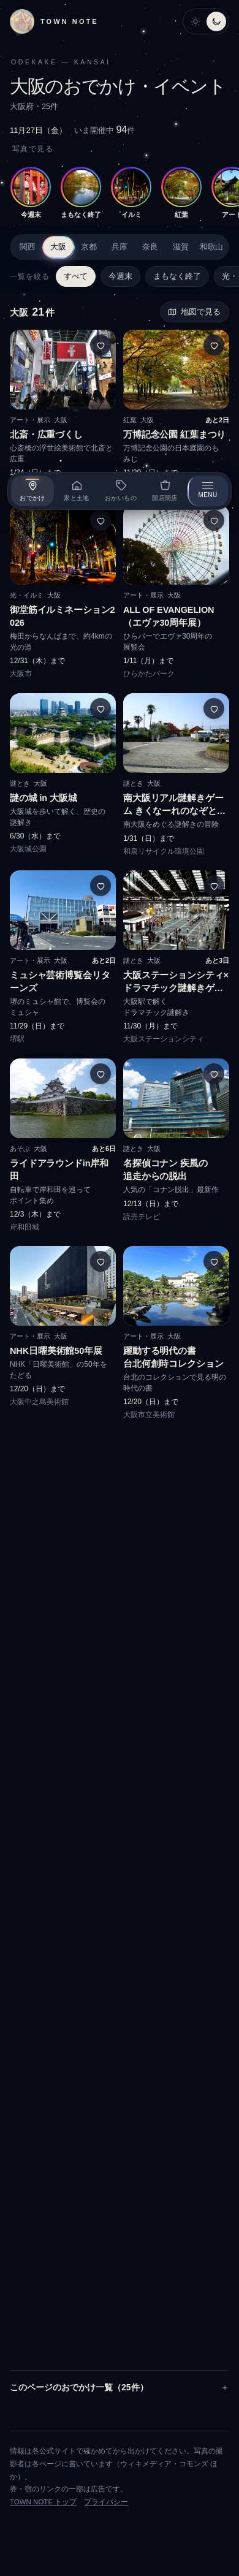 TOWN NOTE
ODEKAKE — KANSAI
大阪のおでかけ・イベント
大阪府・25件
11月27日（金） いま開催中 94件
写真で見る
今週末 まもなく終了 イルミ 紅葉 アート
関西 大阪 京都 兵庫 奈良 滋賀 和歌山
一覧を絞る すべて 今週末 まもなく終了 光・
大阪 21件 地図で見る
アート・展示 大阪
北斎・広重づくし
心斎橋の浮世絵美術館で北斎と
広重
紅葉 大阪 あと2日
万博記念公園 紅葉まつり
万博記念公園の日本庭園のも
みじ
おでかけ 家と土地 おかいもの 開店閉店 MENU
光・イルミ 大阪
御堂筋イルミネーション2
026
梅田からなんばまで、約4kmの
光の道
12/31（木）まで
大阪市
アート・展示 大阪
ALL OF EVANGELION
（エヴァ30周年展）
ひらパーでエヴァ30周年の
展覧会
1/11（月）まで
ひらかたパーク
謎とき 大阪
謎の城 in 大阪城
大阪城を歩いて解く、歴史の
謎解き
6/30（水）まで
大阪城公園
謎とき 大阪
南大阪リアル謎解きゲー
ム きくなーれのなぞと…
南大阪をめぐる謎解きの冒険
1/31（日）まで
和泉リサイクル環境公園
アート・展示 大阪 あと2日
ミュシャ芸術博覧会リタ
ーンズ
堺のミュシャ館で、博覧会の
ミュシャ
11/29（日）まで
堺駅
謎とき 大阪 あと3日
大阪ステーションシティ×
ドラマチック謎解きゲ…
大阪駅で解く
ドラマチック謎解き
11/30（月）まで
大阪ステーションシティ
あそぶ 大阪 あと6日
ライドアラウンドin岸和
田
自転車で岸和田を巡って
ポイント集め
12/3（木）まで
岸和田城
謎とき 大阪
名探偵コナン 疾風の
追走からの脱出
人気の「コナン脱出」最新作
12/13（日）まで
読売テレビ
アート・展示 大阪
NHK日曜美術館50年展
NHK「日曜美術館」の50年を
たどる
12/20（日）まで
大阪中之島美術館
アート・展示 大阪
躍動する明代の書
台北何創時コレクション
台北のコレクションで見る明の
時代の書
12/20（日）まで
大阪市立美術館
このページのおでかけ一覧（25件） +
情報は各公式サイトで確かめてから出かけてください。写真の撮
影者は各ページに書いています（ウィキメディア・コモンズ ほ
か）。
券・宿のリンクの一部は広告です。
TOWN NOTE トップ プライバシー